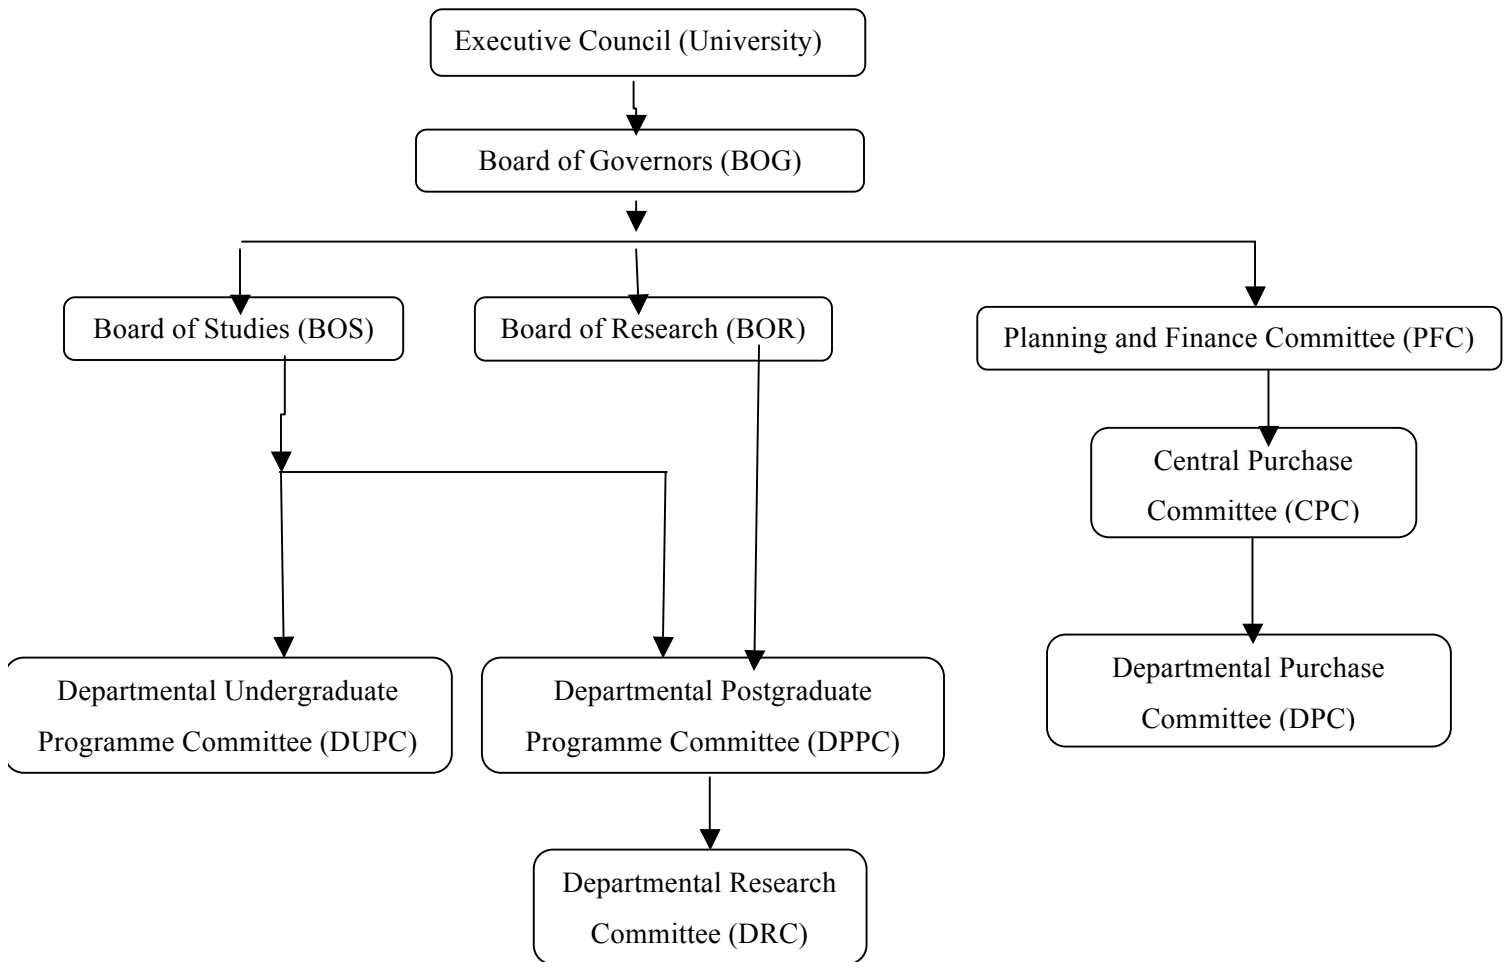 Executive Council (University)
Board of Governors (BOG)
Board of Studies (BOS)
Board of Research (BOR)
Planning and Finance Committee (PFC)
Central Purchase
Committee (CPC)
Departmental Undergraduate
Programme Committee (DUPC)
Departmental Postgraduate
Programme Committee (DPPC)
Departmental Purchase
Committee (DPC)
Departmental Research
Committee (DRC)